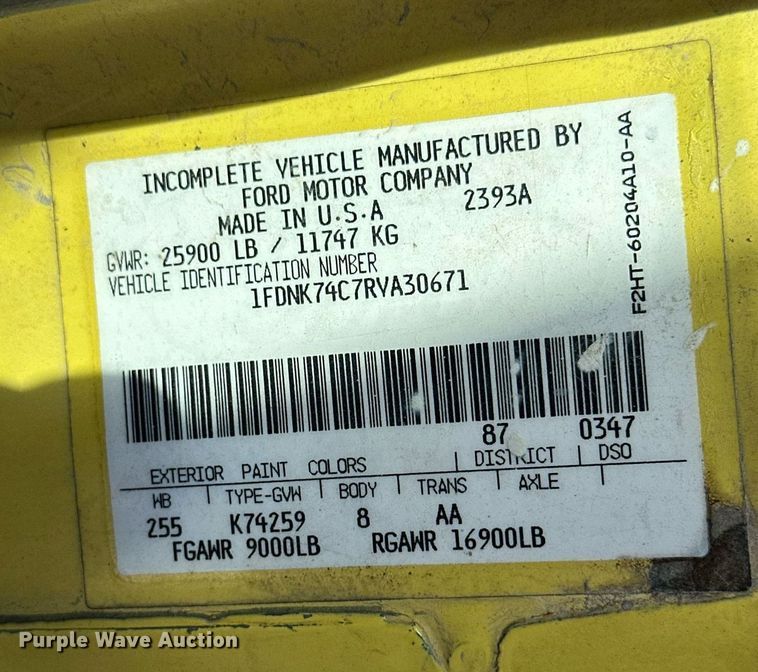 INCOMPLETE VEHICLE MANUFACTURED BY
FORD MOTOR COMPANY
MADE IN U.S.A 2393A
GVWR: 25900 LB / 11747 KG
VEHICLE IDENTIFICATION NUMBER
1FDNK74C7RVA30671
F2HT-60204A10-AA
87 0347
EXTERIOR PAINT COLORS DISTRICT DSO
WB TYPE-GVW BODY TRANS AXLE
255 K74259 8 AA
FGAWR 9000LB RGAWR 16900LB
Purple Wave Auction